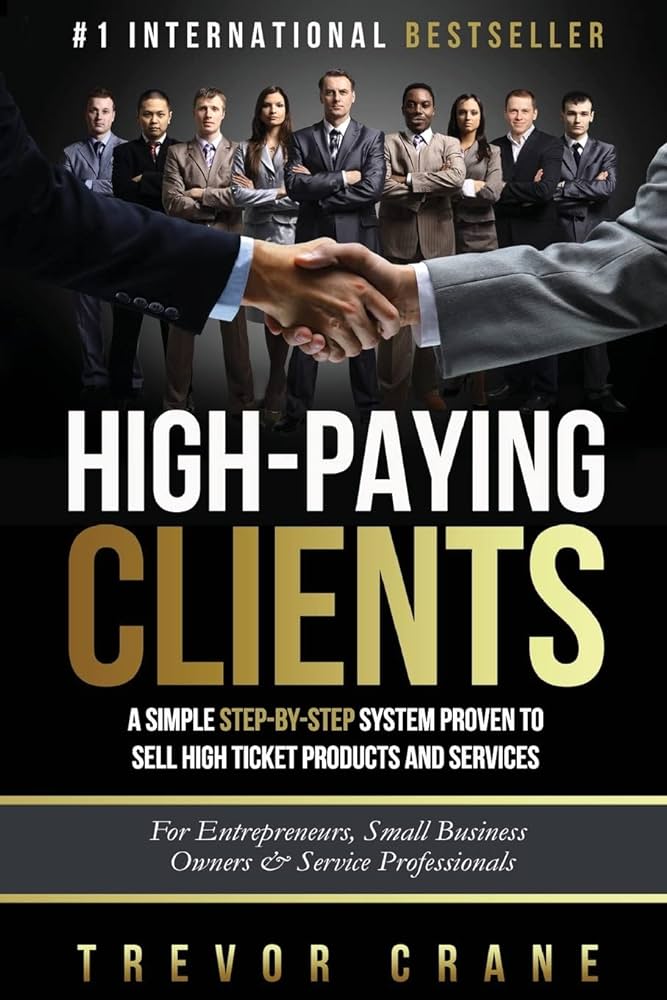 #1 INTERNATIONAL BESTSELLER
HIGH-PAYING
CLIENTS
A SIMPLE STEP-BY-STEP SYSTEM PROVEN TO
SELL HIGH TICKET PRODUCTS AND SERVICES
For Entrepreneurs, Small Business
Owners & Service Professionals
TREVOR CRANE